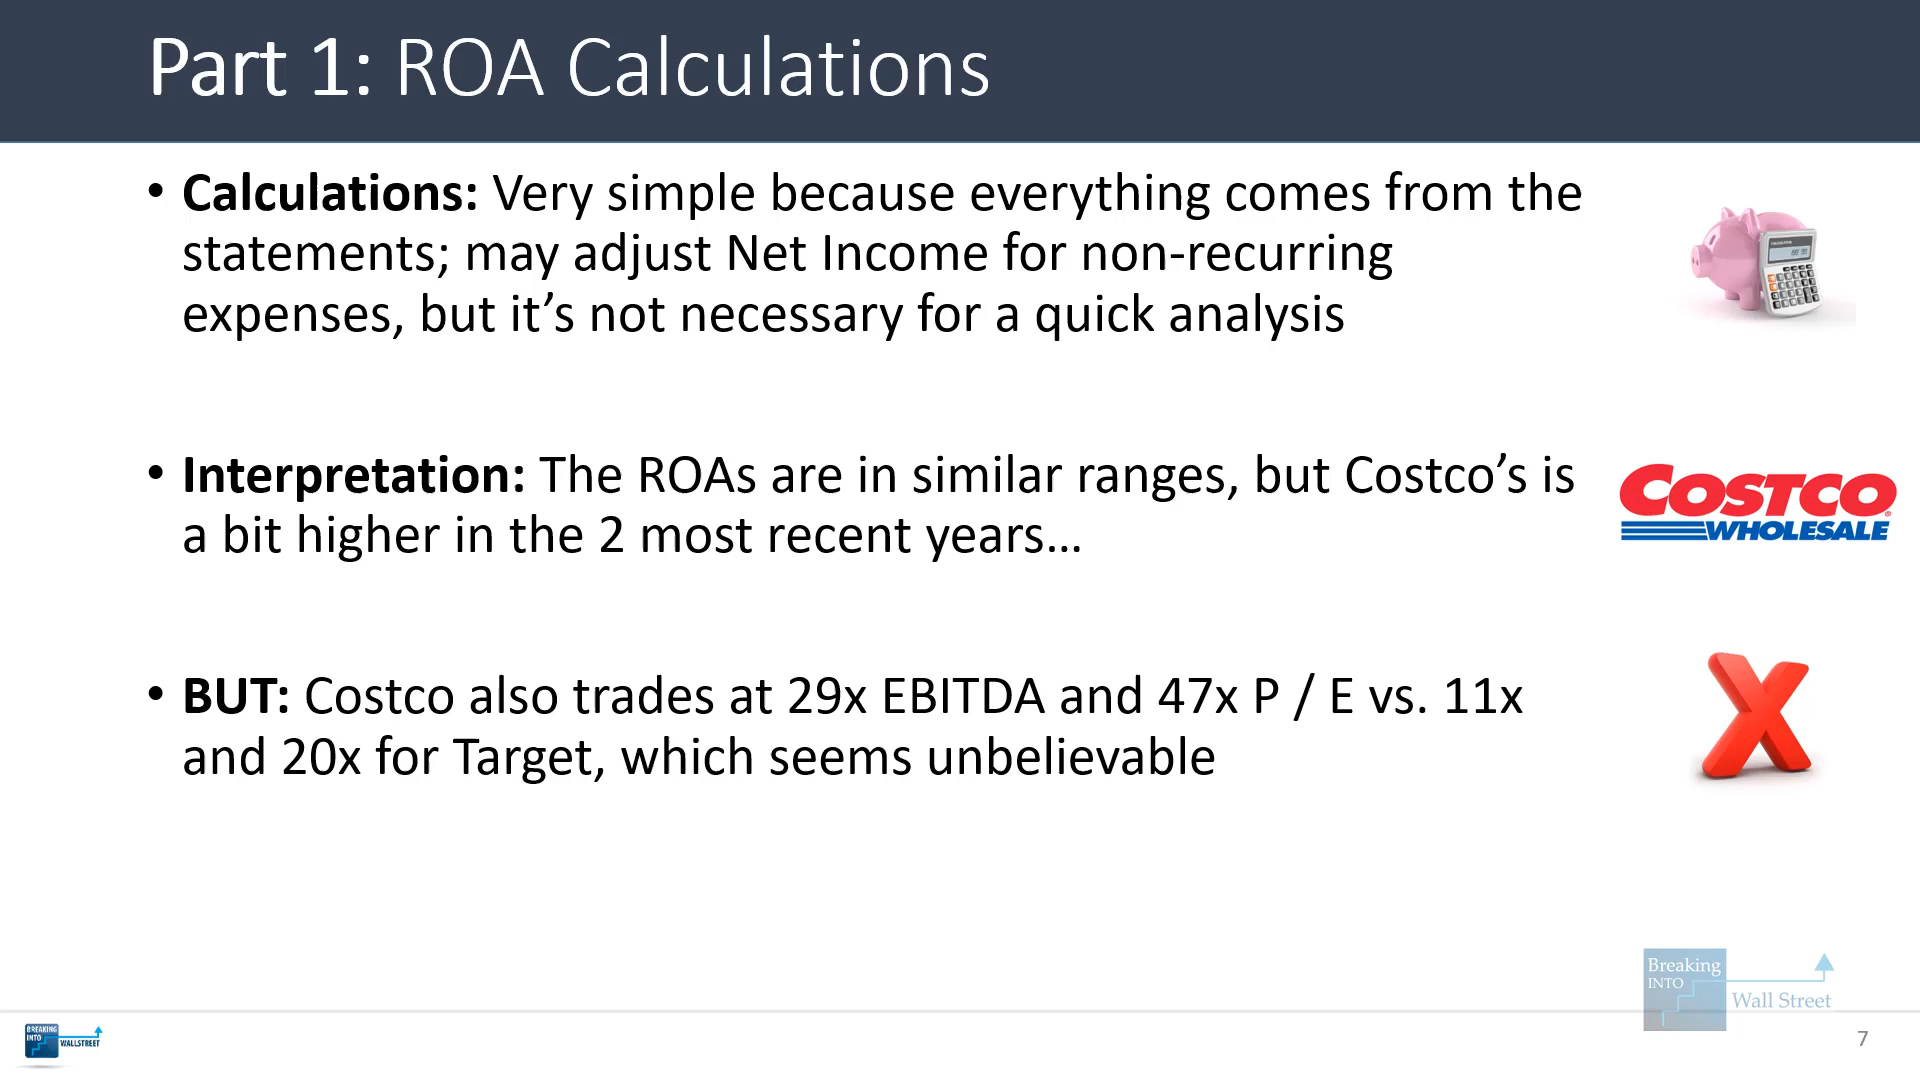 Part 1: ROA Calculations
• Calculations: Very simple because everything comes from the
statements; may adjust Net Income for non-recurring
expenses, but it’s not necessary for a quick analysis
• Interpretation: The ROAs are in similar ranges, but Costco’s is
a bit higher in the 2 most recent years…
COSTCO
WHOLESALE
• BUT: Costco also trades at 29x EBITDA and 47x P / E vs. 11x
and 20x for Target, which seems unbelievable
Breaking
INTO
Wall Street
BREAKING
INTO
WALLSTREET
7